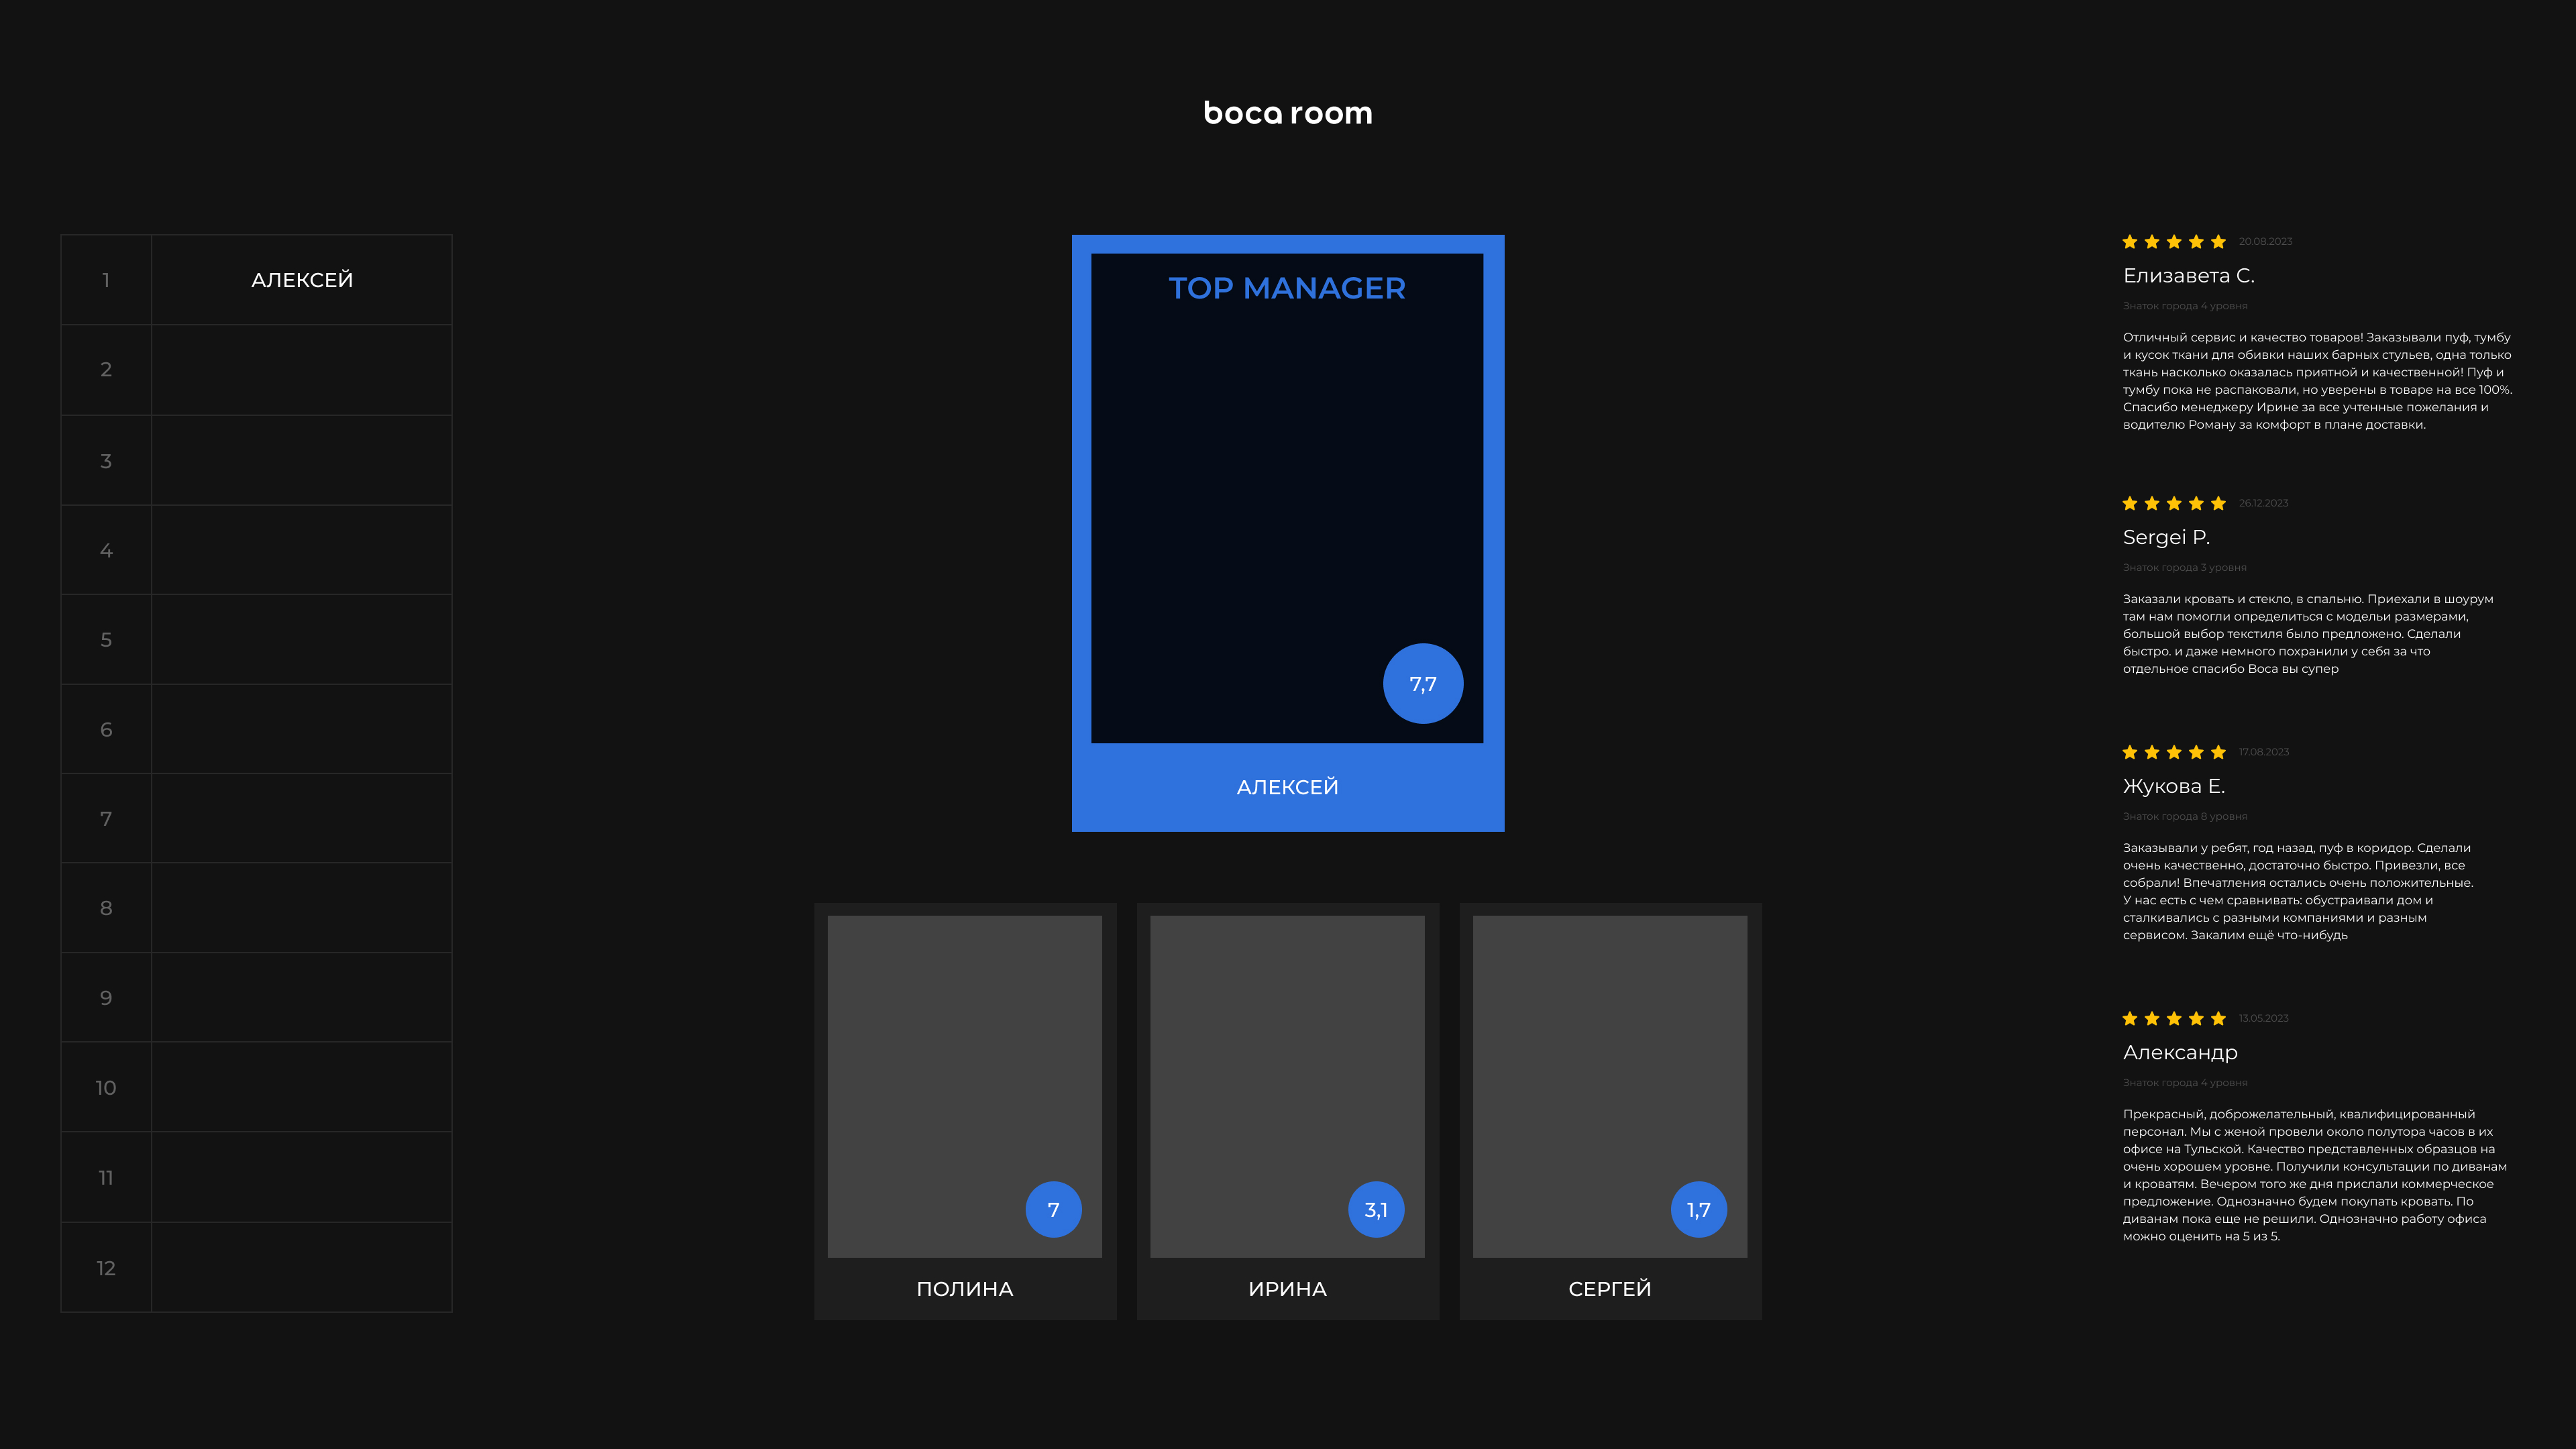 boca room
1 АЛЕКСЕЙ
2
3
4
5
6
7
8
9
10
11
12
TOP MANAGER
7,7
АЛЕКСЕЙ
7
ПОЛИНА
3,1
ИРИНА
1,7
СЕРГЕЙ
20.08.2023
Елизавета С.
Знаток города 4 уровня
Отличный сервис и качество товаров! Заказывали пуф, тумбу
и кусок ткани для обивки наших барных стульев, одна только
ткань насколько оказалась приятной и качественной! Пуф и
тумбу пока не распаковали, но уверены в товаре на все 100%.
Спасибо менеджеру Ирине за все учтенные пожелания и
водителю Роману за комфорт в плане доставки.
26.12.2023
Sergei P.
Знаток города 3 уровня
Заказали кровать и стекло, в спальню. Приехали в шоурум
там нам помогли определиться с модельи размерами,
большой выбор текстиля было предложено. Сделали
быстро. и даже немного похранили у себя за что
отдельное спасибо Boca вы супер
17.08.2023
Жукова Е.
Знаток города 8 уровня
Заказывали у ребят, год назад, пуф в коридор. Сделали
очень качественно, достаточно быстро. Привезли, все
собрали! Впечатления остались очень положительные.
У нас есть с чем сравнивать: обустраивали дом и
сталкивались с разными компаниями и разным
сервисом. Закалим ещё что-нибудь
13.05.2023
Александр
Знаток города 4 уровня
Прекрасный, доброжелательный, квалифицированный
персонал. Мы с женой провели около полутора часов в их
офисе на Тульской. Качество представленных образцов на
очень хорошем уровне. Получили консультации по диванам
и кроватям. Вечером того же дня прислали коммерческое
предложение. Однозначно будем покупать кровать. По
диванам пока еще не решили. Однозначно работу офиса
можно оценить на 5 из 5.